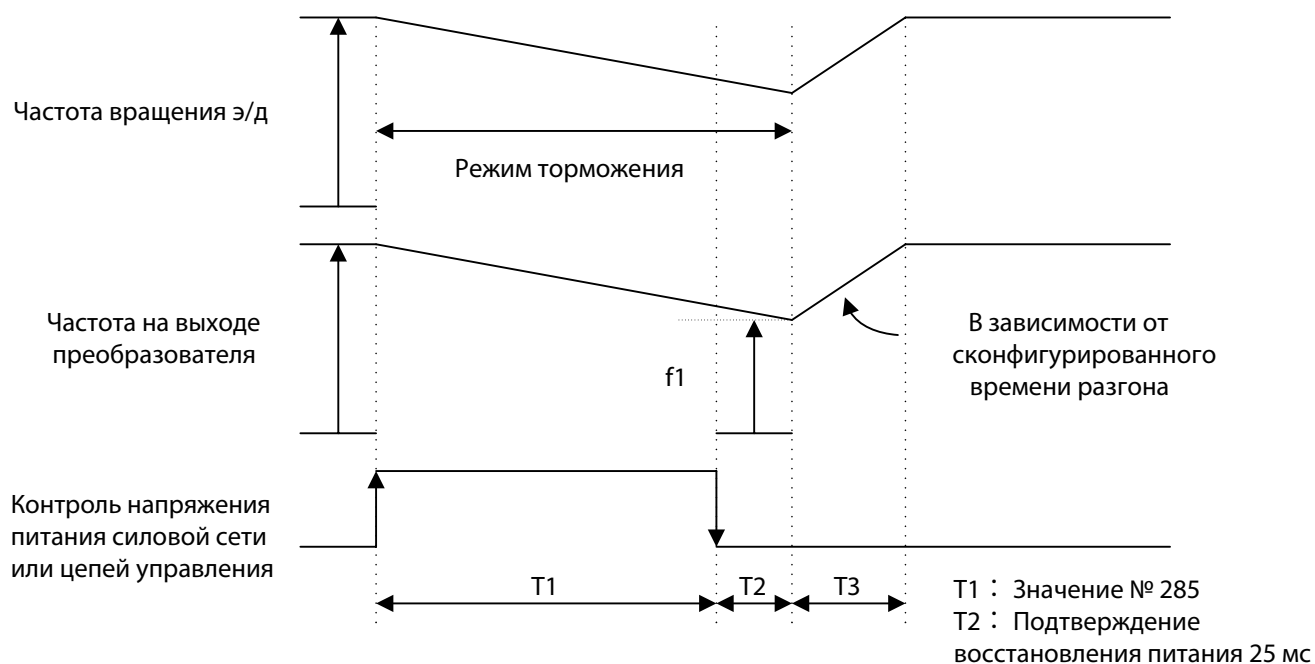 Частота вращения э/д
Режим торможения
Частота на выходе
преобразователя
f1
В зависимости от
сконфигурированного
времени разгона
Контроль напряжения
питания силовой сети
или цепей управления
T1
T2
T3
T1： Значение № 285
T2： Подтверждение
восстановления питания 25 мс